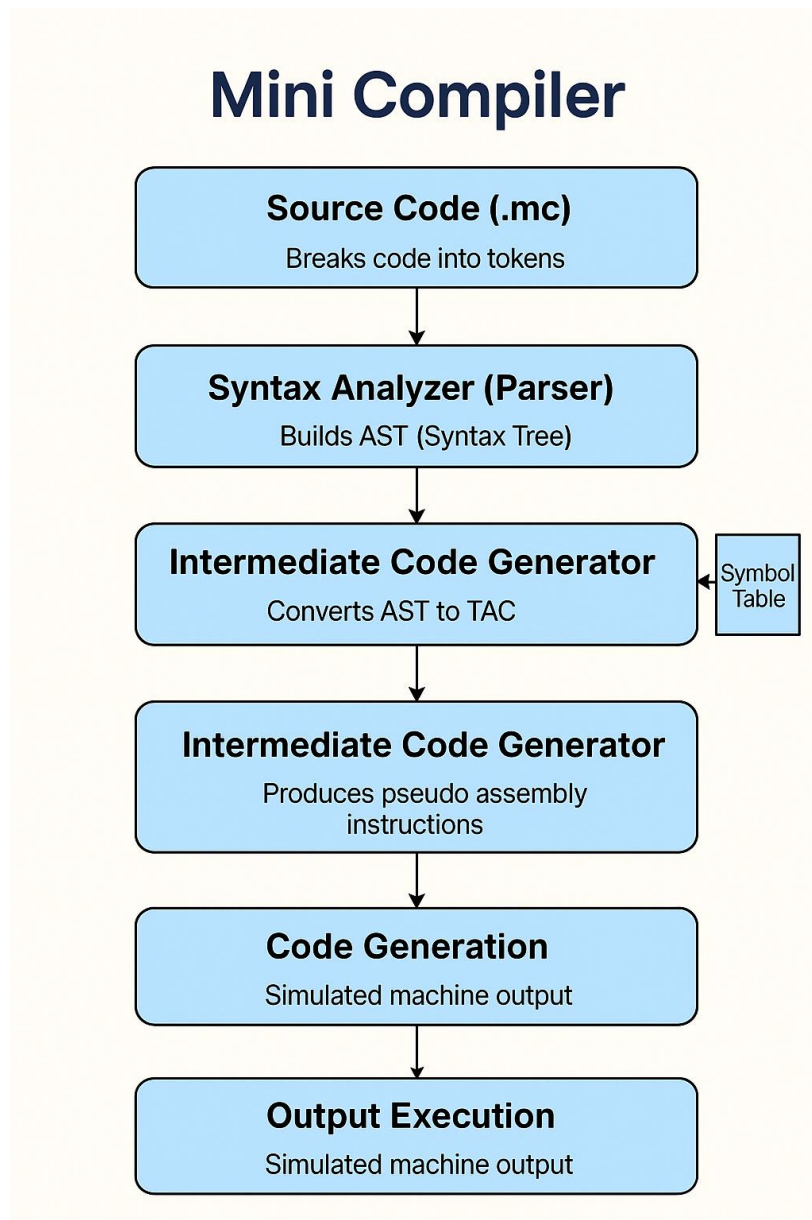 Mini Compiler
Source Code (.mc)
Breaks code into tokens
Syntax Analyzer (Parser)
Builds AST (Syntax Tree)
Intermediate Code Generator
Converts AST to TAC
Symbol
Table
Intermediate Code Generator
Produces pseudo assembly
instructions
Code Generation
Simulated machine output
Output Execution
Simulated machine output